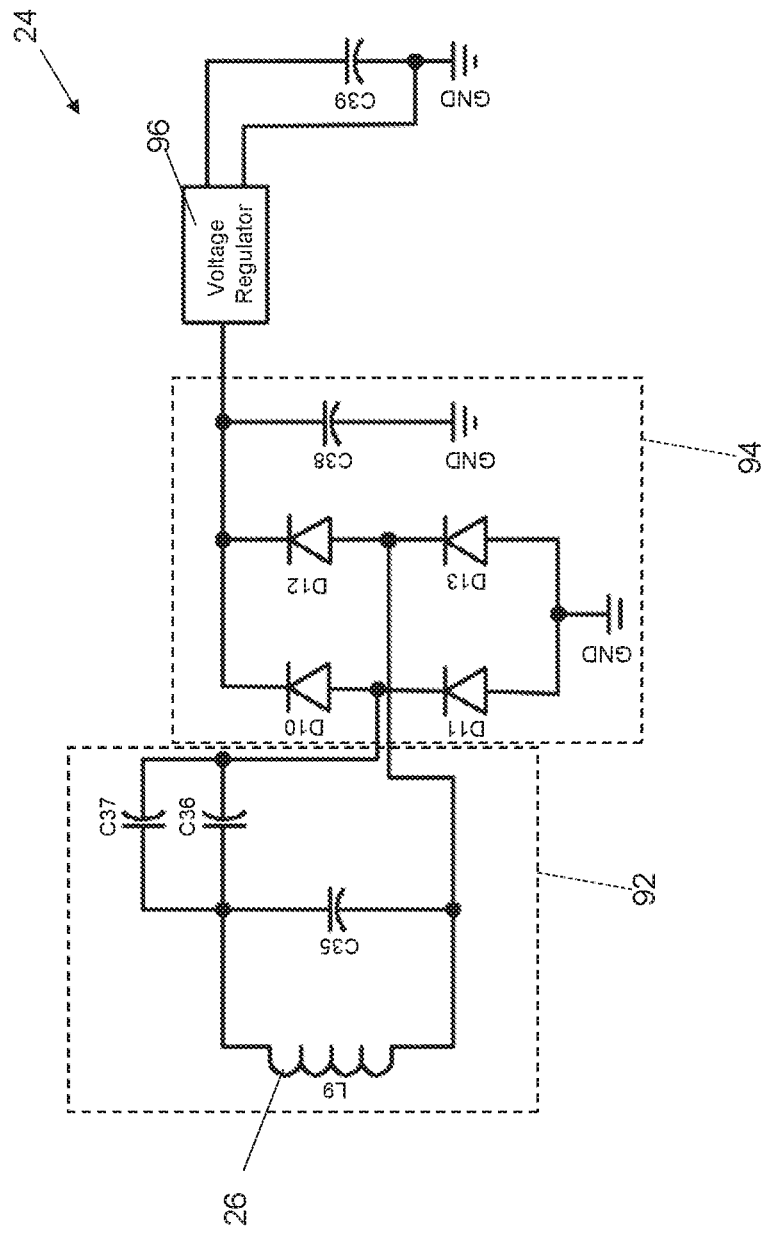 24
96
Voltage
Regulator
C39
GND
C38
GND
94
D12
D13
GND
D10
D11
C37
C36
C35
92
L9
26